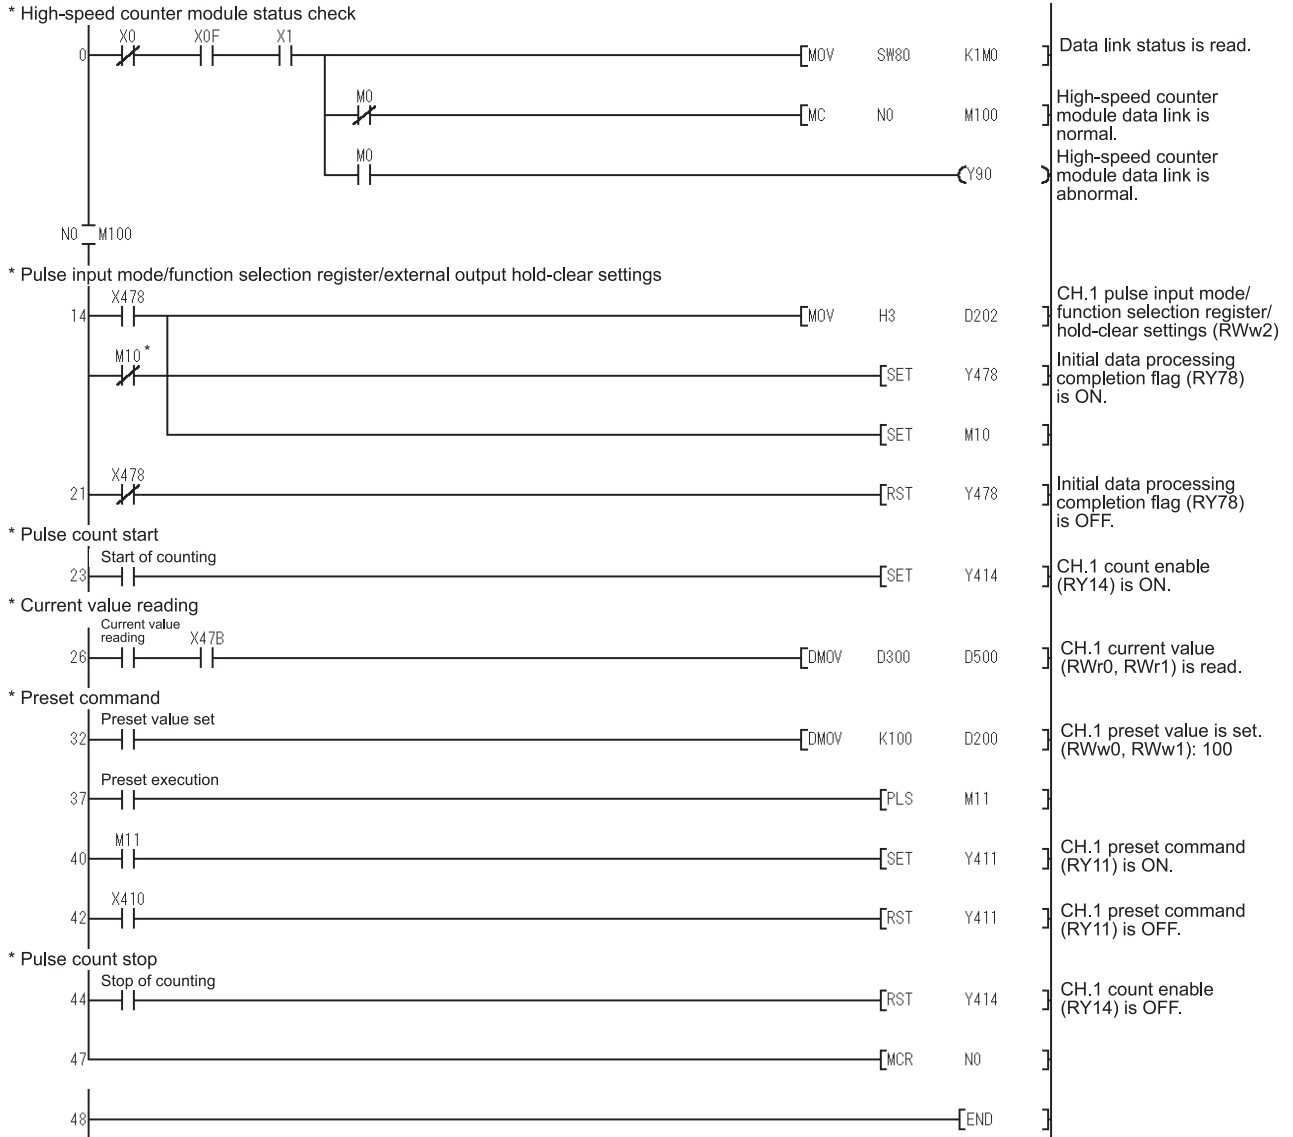 * High-speed counter module status check
X0 X0F X1
0 MOV SW80 K1M0 Data link status is read.
M0
MC N0 M100 High-speed counter
module data link is
normal.
M0
Y90 High-speed counter
module data link is
abnormal.
N0 M100
* Pulse input mode/function selection register/external output hold-clear settings
X478
14 MOV H3 D202 CH.1 pulse input mode/
function selection register/
hold-clear settings (RWw2)
M10 *
SET Y478 Initial data processing
completion flag (RY78)
is ON.
SET M10
X478
21 RST Y478 Initial data processing
completion flag (RY78)
is OFF.
* Pulse count start
Start of counting
23 SET Y414 CH.1 count enable
(RY14) is ON.
* Current value reading
Current value
reading X47B
26 DMOV D300 D500 CH.1 current value
(RWr0, RWr1) is read.
* Preset command
Preset value set
32 DMOV K100 D200 CH.1 preset value is set.
(RWw0, RWw1): 100
Preset execution
37 PLS M11
M11
40 SET Y411 CH.1 preset command
(RY11) is ON.
X410
42 RST Y411 CH.1 preset command
(RY11) is OFF.
* Pulse count stop
Stop of counting
44 RST Y414 CH.1 count enable
(RY14) is OFF.
47 MCR N0
48 END